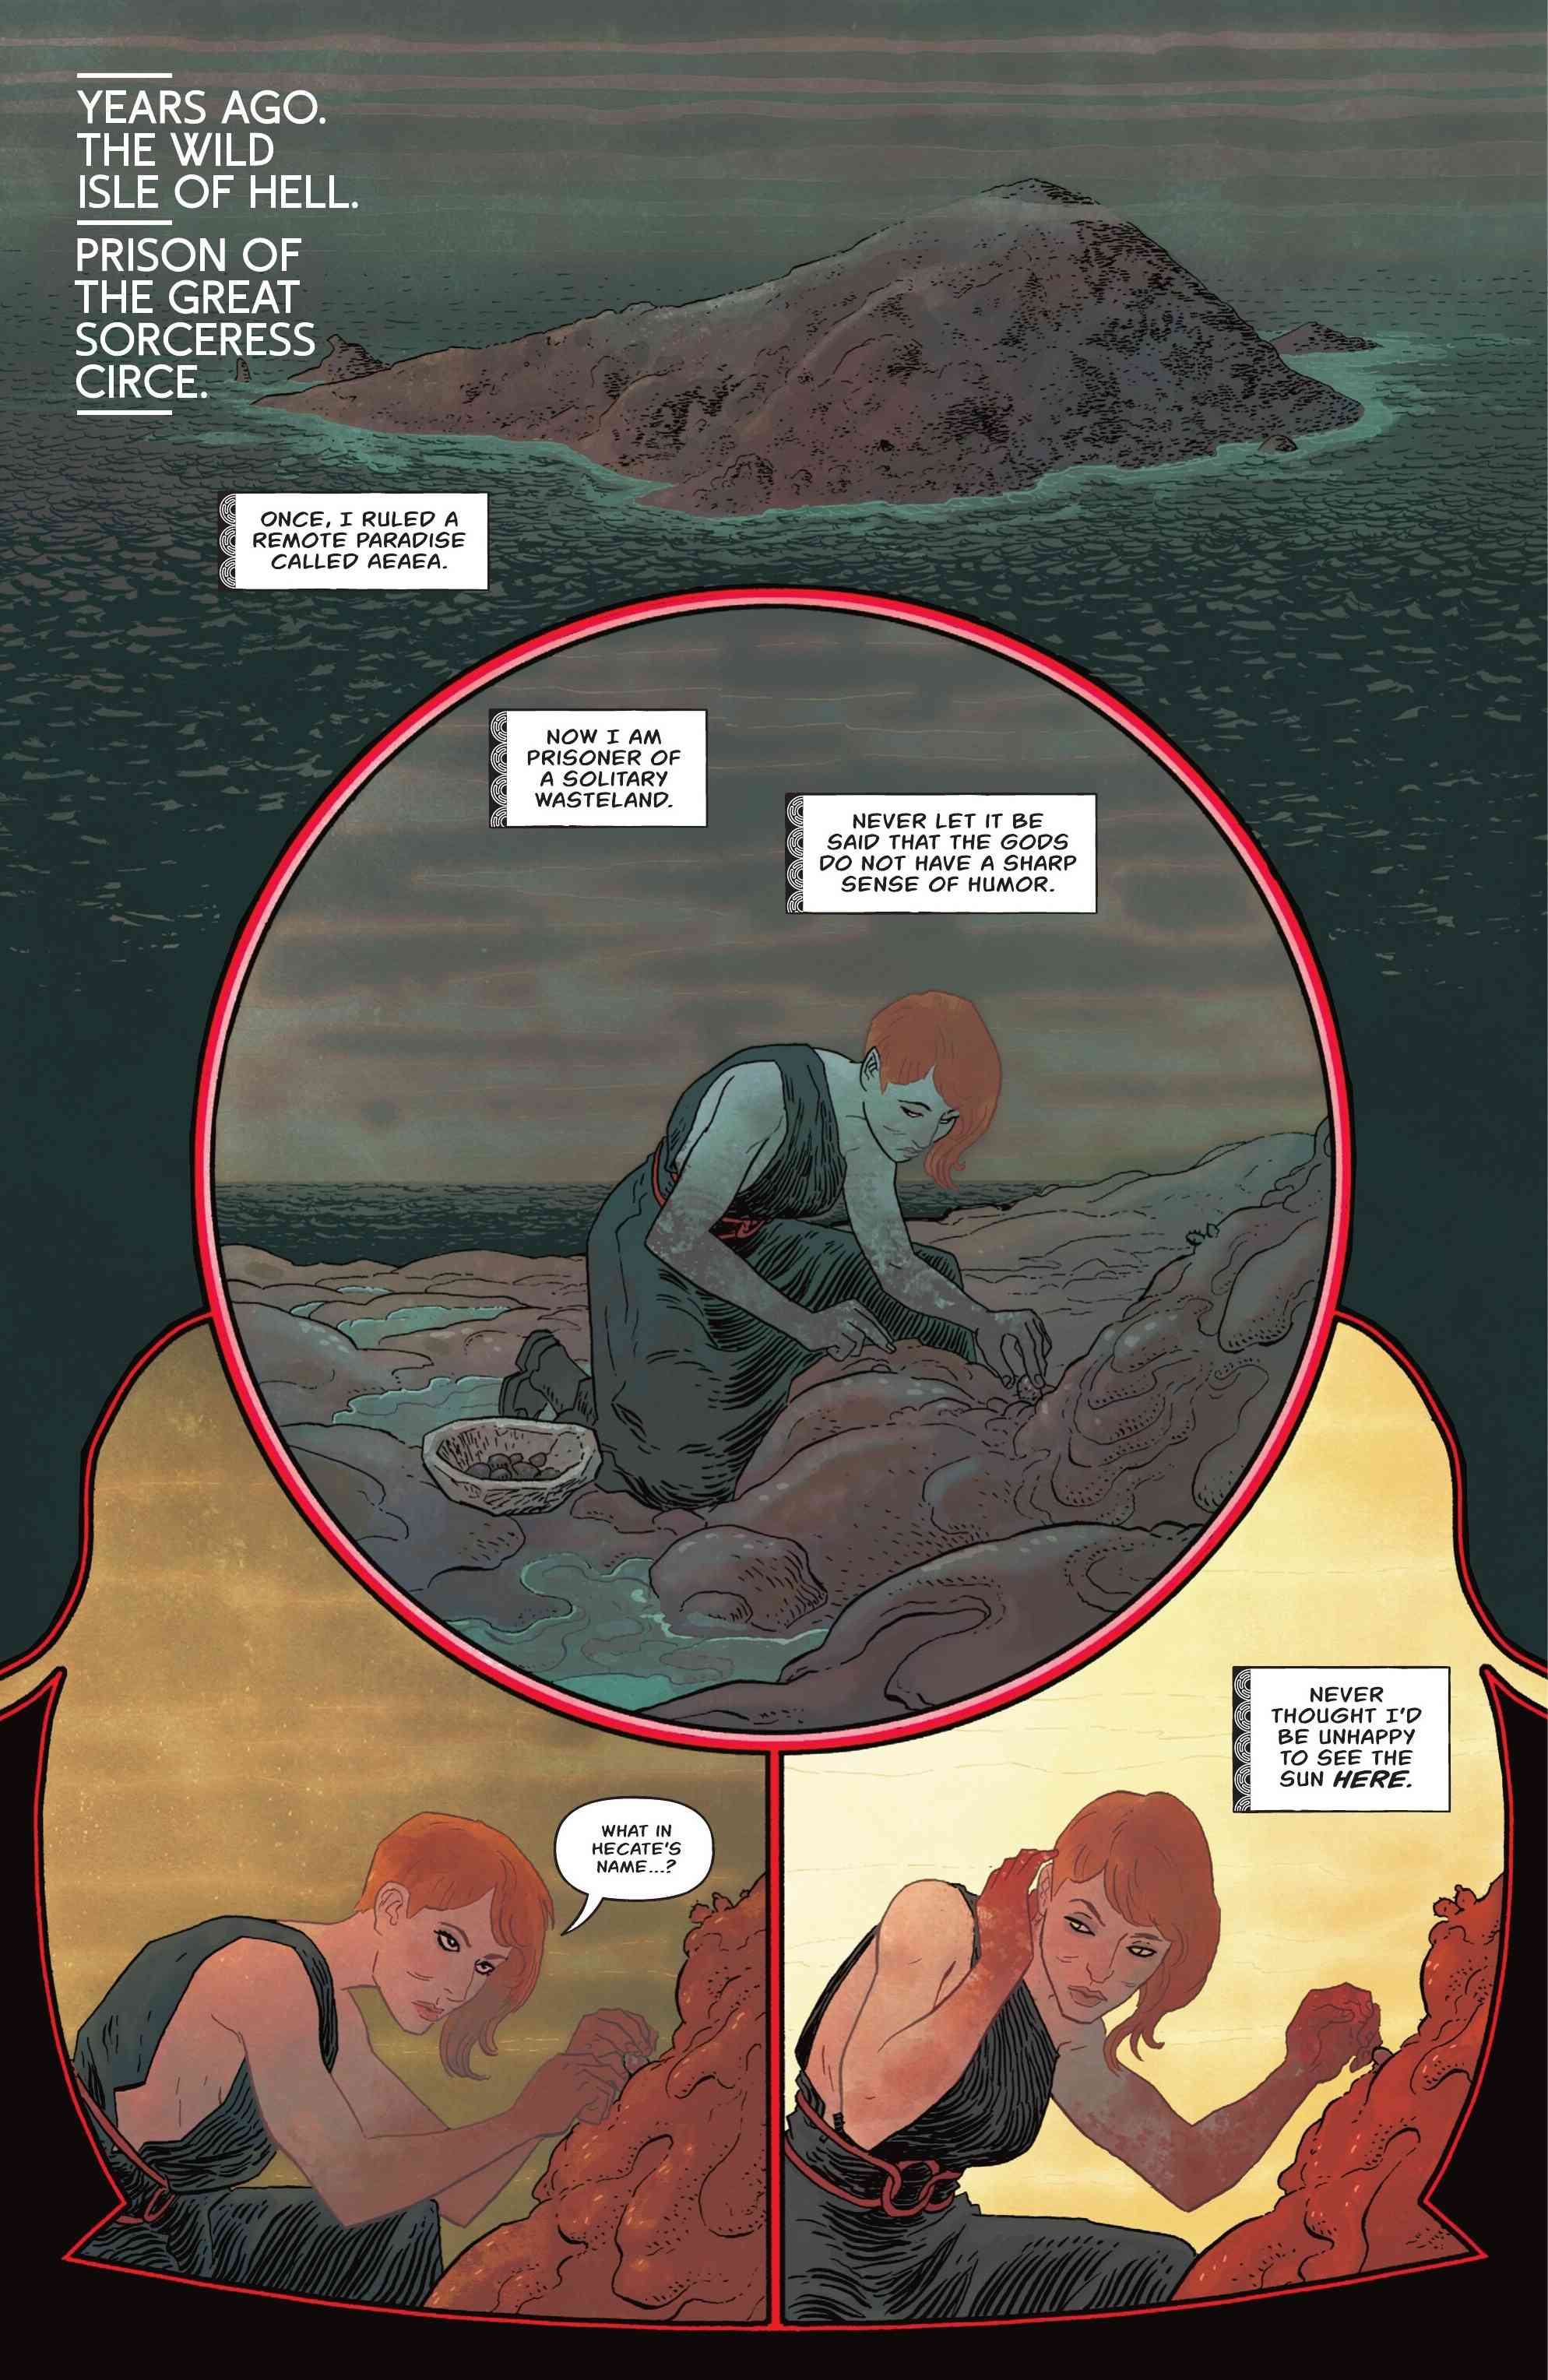 YEARS AGO.
THE WILD
ISLE OF HELL.
PRISON OF
THE GREAT
SORCERESS
CIRCE.
ONCE, I RULED A
REMOTE PARADISE
CALLED AEAEA.
NOW I AM
PRISONER OF
A SOLITARY
WASTELAND.
NEVER LET IT BE
SAID THAT THE GODS
DO NOT HAVE A SHARP
SENSE OF HUMOR.
WHAT IN
HECATE'S
NAME...?
NEVER
THOUGHT I'D
BE UNHAPPY
TO SEE THE
SUN HERE.